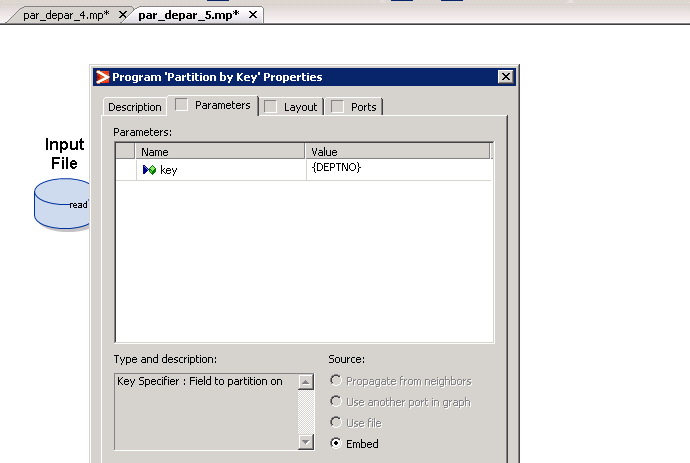 par_depar_4.mp* par_depar_5.mp*
Program 'Partition by Key' Properties
Description Parameters Layout Ports
Input
File
read
Parameters:
Name Value
key {DEPTNO}
Type and description: Source:
Key Specifier : Field to partition on
Propagate from neighbors
Use another port in graph
Use file
Embed